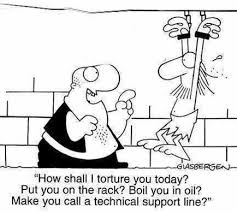 GLASBERGEN
"How shall I torture you today?
Put you on the rack? Boil you in oil?
Make you call a technical support line?"